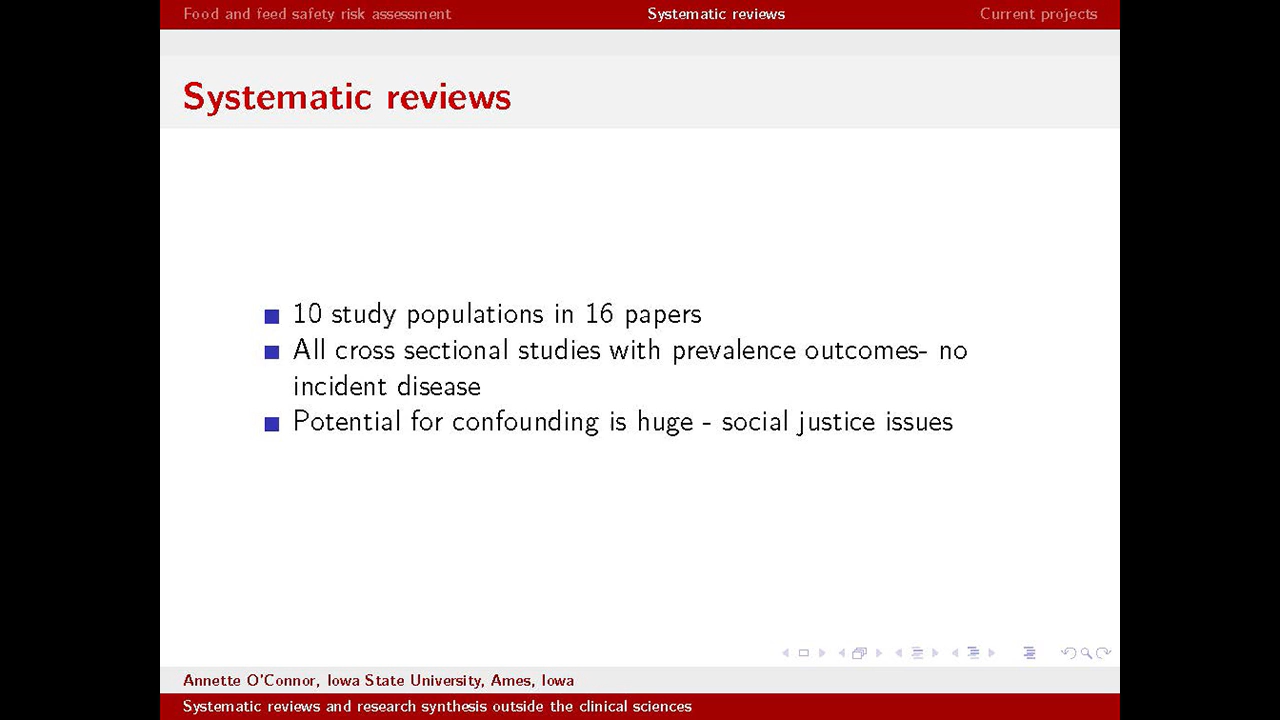 Food and feed safety risk assessment
Systematic reviews
Current projects
Systematic reviews
10 study populations in 16 papers
All cross sectional studies with prevalence outcomes- no
incident disease
Potential for confounding is huge - social justice issues
Annette O'Connor, Iowa State University, Ames, Iowa
Systematic reviews and research synthesis outside the clinical sciences